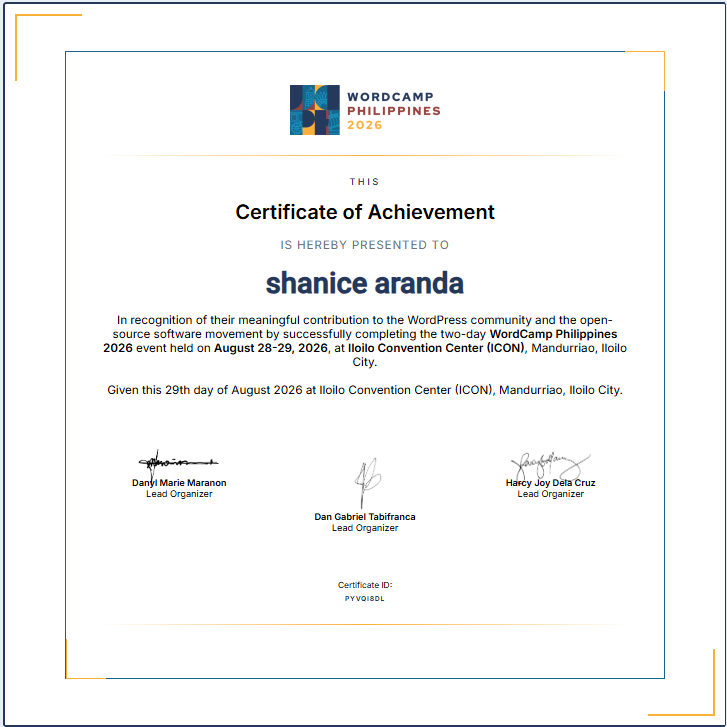 WORDCAMP
PHILIPPINES
2026
THIS
Certificate of Achievement
IS HEREBY PRESENTED TO
shanice aranda
In recognition of their meaningful contribution to the WordPress community and the open-
source software movement by successfully completing the two-day WordCamp Philippines
2026 event held on August 28-29, 2026, at Iloilo Convention Center (ICON), Mandurriao, Iloilo
City.
Given this 29th day of August 2026 at Iloilo Convention Center (ICON), Mandurriao, Iloilo City.
Danyl Marie Maranon
Lead Organizer
Dan Gabriel Tabifranca
Lead Organizer
Harcy Joy Dela Cruz
Lead Organizer
Certificate ID:
PYVQI8DL